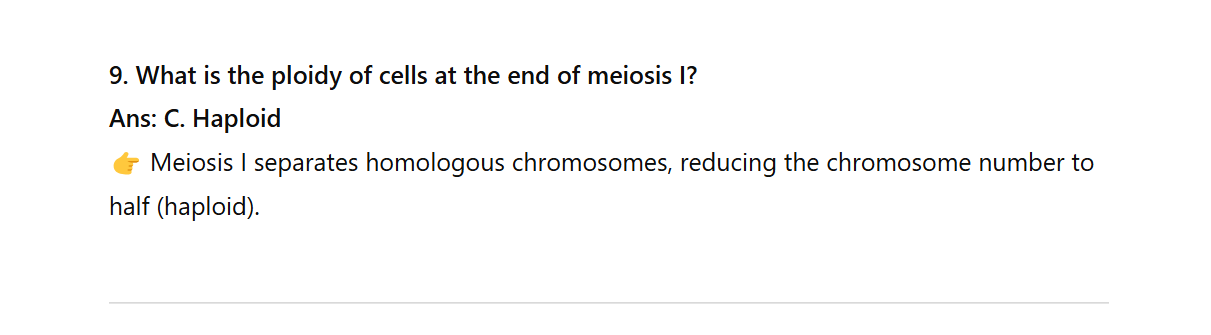 9. What is the ploidy of cells at the end of meiosis I?
Ans: C. Haploid
👉 Meiosis I separates homologous chromosomes, reducing the chromosome number to
half (haploid).